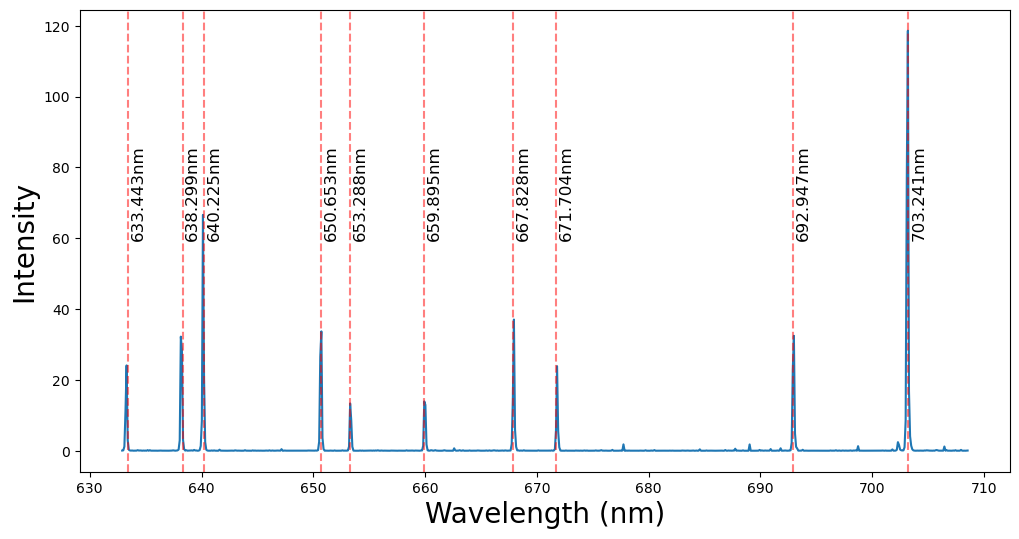 120
100
80
60
40
20
0
Intensity
633.443nm
638.299nm
640.225nm
650.653nm
653.288nm
659.895nm
667.828nm
671.704nm
692.947nm
703.241nm
630 640 650 660 670 680 690 700 710
Wavelength (nm)